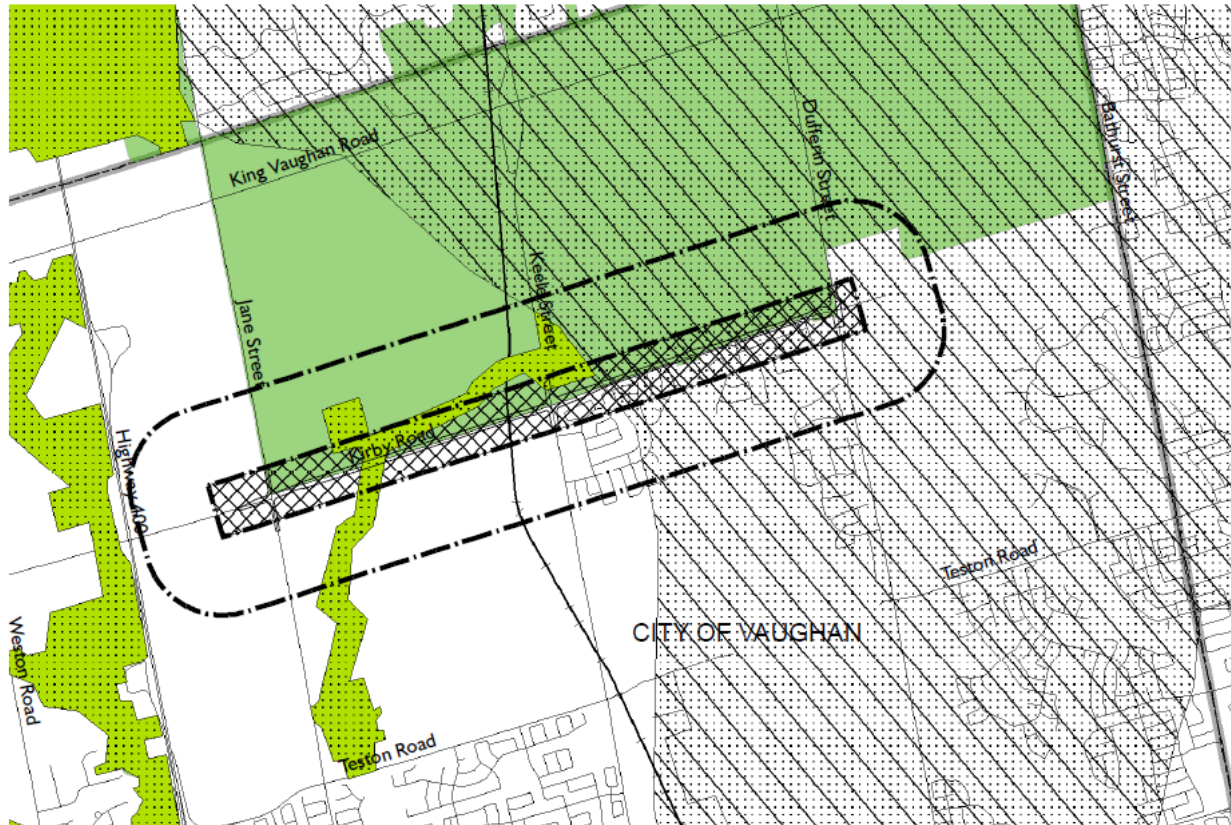 King Vaughan Road
Dufferin Street
Bathurst Street
Keele Street
Jane Street
Kirby Road
Highway 400
Teston Road
CITY OF VAUGHAN
Weston Road
Teston Road